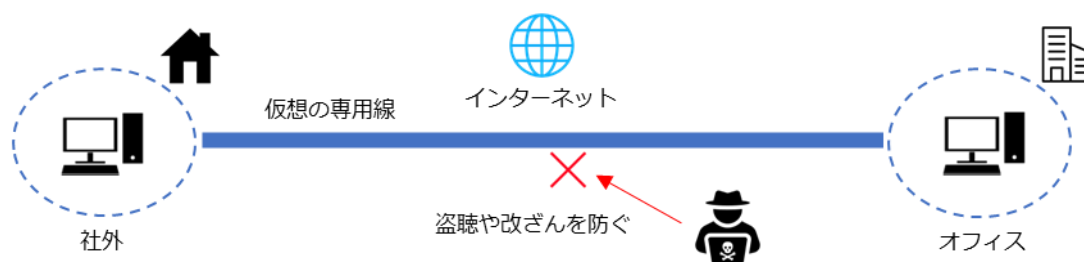 インターネット
仮想の専用線
盗聴や改ざんを防ぐ
社外
オフィス